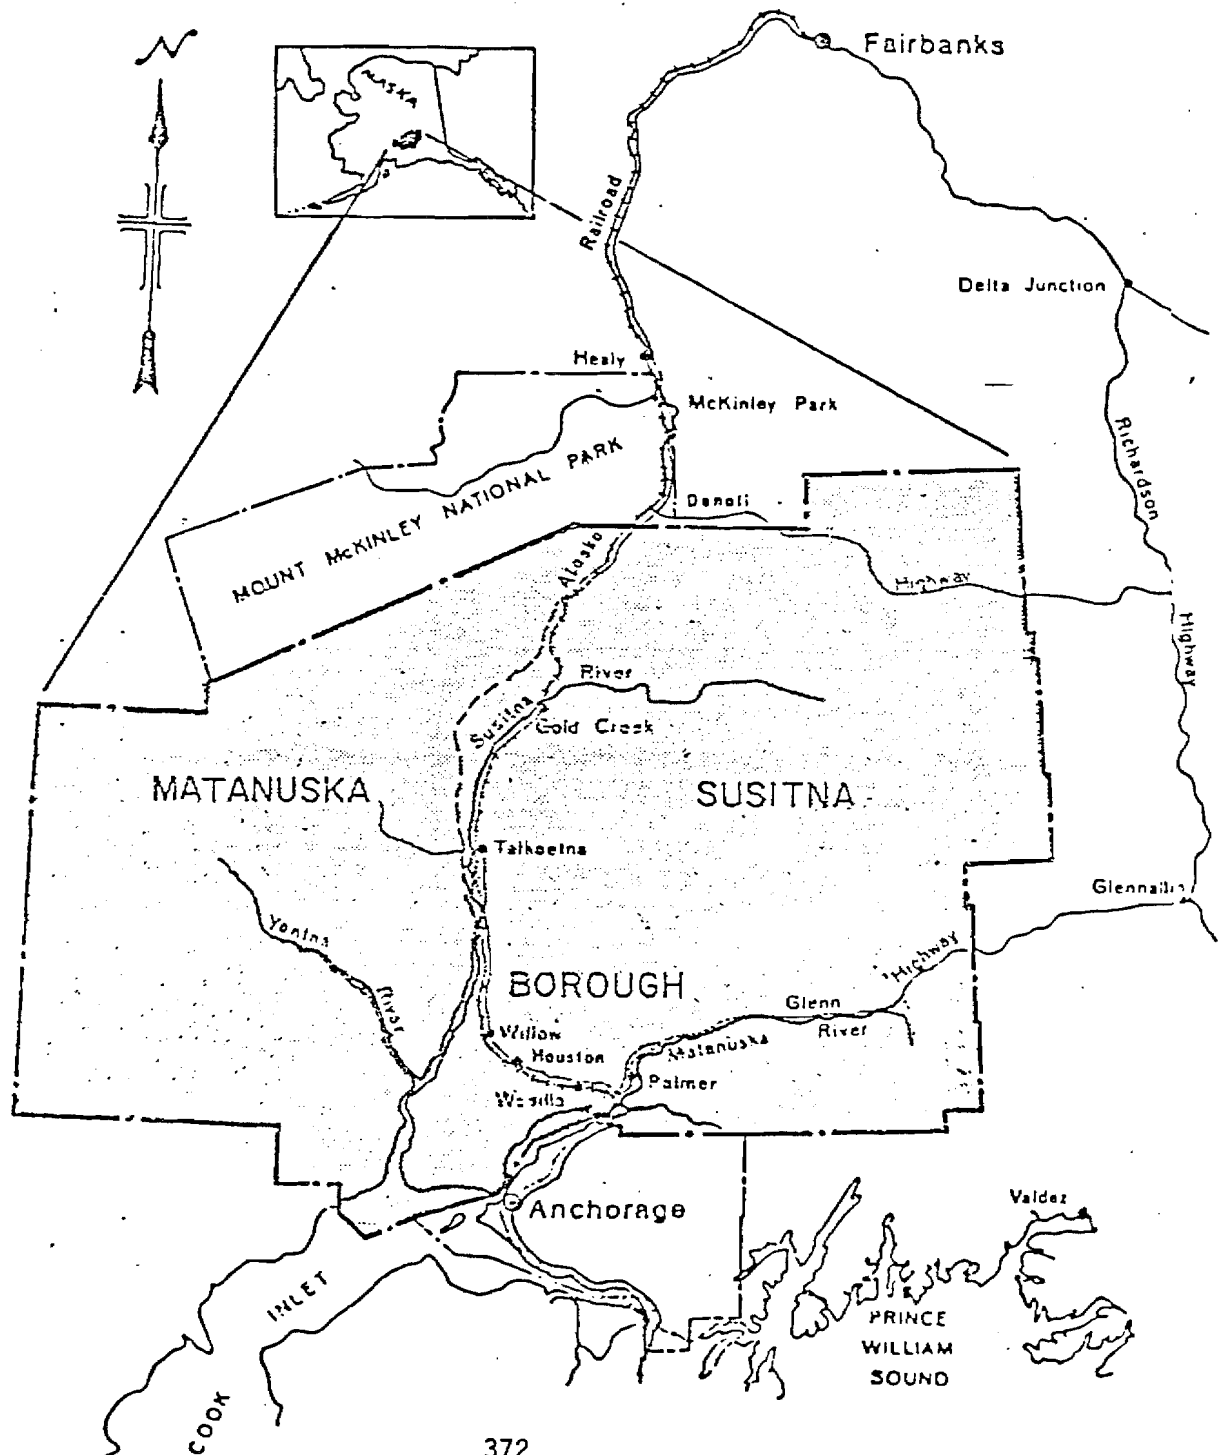 N
Fairbanks
ALASKA
Railroad
Delta Junction
Healy
McKinley Park
Richardson
MOUNT McKINLEY NATIONAL PARK
Denali
Alaska
Highway
Highway
River
Susitna
Gold Creek
MATANUSKA
SUSITNA
Talkeetna
Glennallen
Yentna
River
Highway
BOROUGH
Glenn
Willow
River
Matanuska
Houston
Palmer
Wasilla
Anchorage
Valdez
INLET
PRINCE
WILLIAM
SOUND
COOK
372